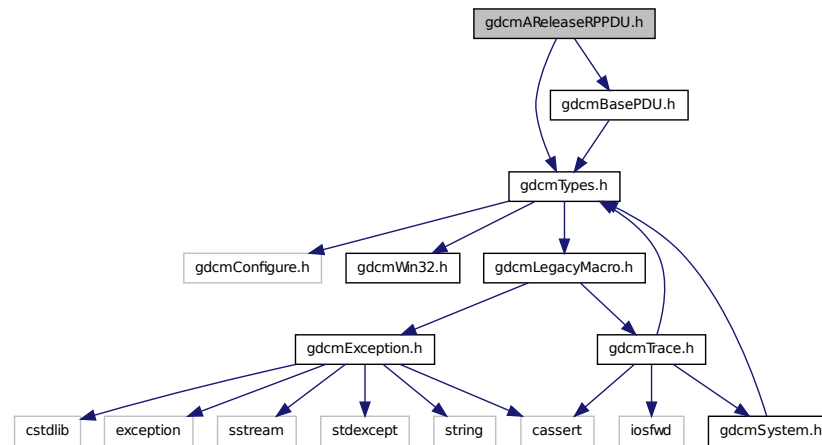 gdcmAReleaseRPPDU.h
gdcmBasePDU.h
gdcmTypes.h
gdcmConfigure.h
gdcmWin32.h
gdcmLegacyMacro.h
gdcmException.h
gdcmTrace.h
cstdlib
exception
sstream
stdexcept
string
cassert
iosfwd
gdcmSystem.h